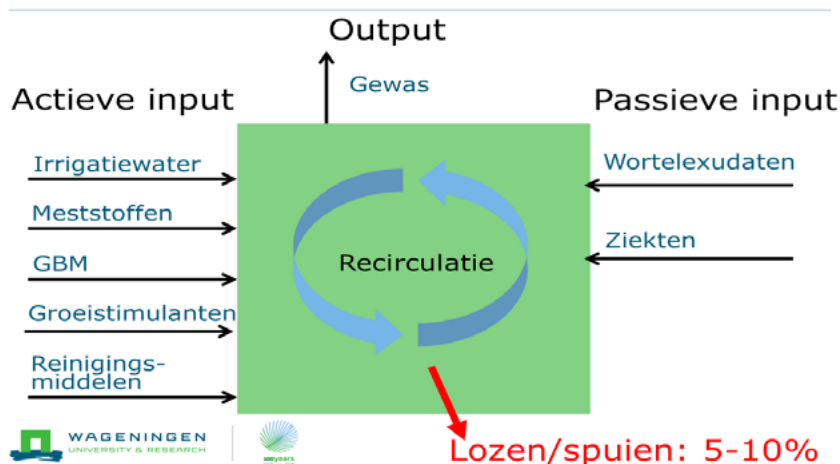 Output
Gewas
Actieve input
Irrigatiewater
Meststoffen
GBM
Groeistimulanten
Reinigings-
middelen
Passieve input
Wortelexudaten
Ziekten
Recirculatie
Lozen/spuien: 5-10%
WAGENINGEN
UNIVERSITY & RESEARCH
100years